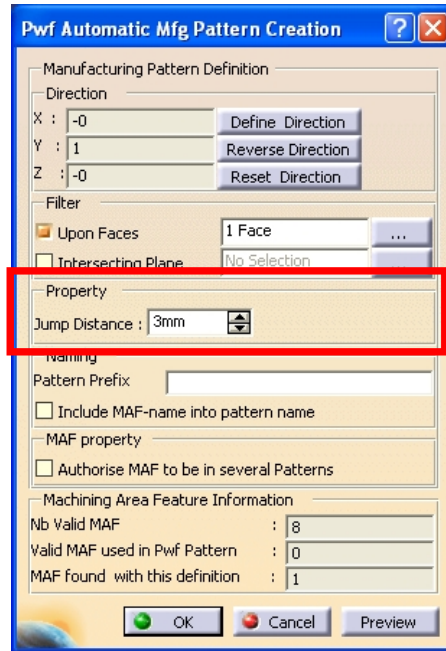 Pwf Automatic Mfg Pattern Creation ? X
Manufacturing Pattern Definition
Direction
X : -0 Define Direction
Y : 1 Reverse Direction
Z : -0 Reset Direction
Filter
Upon Faces 1 Face ...
Intersecting Plane No Selection ...
Property
Jump Distance : 3mm
Naming
Pattern Prefix
Include MAF-name into pattern name
MAF property
Authorise MAF to be in several Patterns
Machining Area Feature Information
Nb Valid MAF : 8
Valid MAF used in Pwf Pattern : 0
MAF found with this definition : 1
OK Cancel Preview